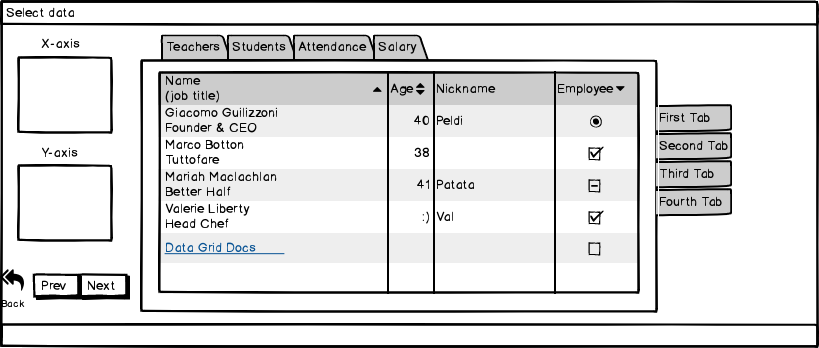 Select data
X-axis
Y-axis
Back
Prev
Next
Teachers
Students
Attendance
Salary
Name
(job title)
Age
Nickname
Employee
Giacomo Guilizzoni
Founder & CEO
40
Peldi
Marco Botton
Tuttofare
38
Mariah Maclachlan
Better Half
41
Patata
Valerie Liberty
Head Chef
:)
Val
Data Grid Docs
First Tab
Second Tab
Third Tab
Fourth Tab